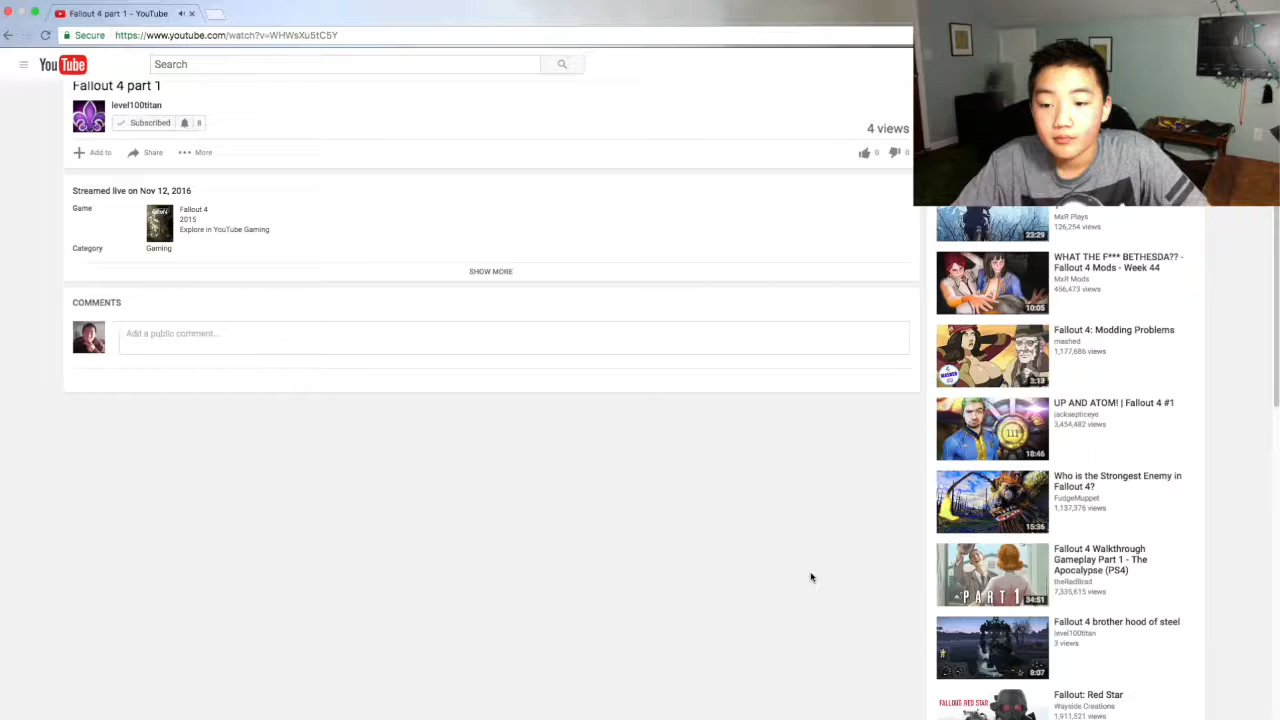 Fallout 4 part 1 - YouTube
Secure https://www.youtube.com/watch?v=WHWsXu5tC5Y
YouTube
Search
Fallout 4 part 1
level100titan
Subscribed 8
4 views
Add to Share More
0 0
Streamed live on Nov 12, 2016
Game
Fallout 4
2015
Explore in YouTube Gaming
Category
Gaming
SHOW MORE
COMMENTS
Add a public comment...
MxR Plays
126,254 views
23:29
WHAT THE F*** BETHESDA?? -
Fallout 4 Mods - Week 44
MxR Mods
456,473 views
10:05
Fallout 4: Modding Problems
mashed
1,177,686 views
MASHED
3:13
UP AND ATOM! | Fallout 4 #1
jacksepticeye
3,454,482 views
111
18:46
Who is the Strongest Enemy in
Fallout 4?
FudgeMuppet
1,137,376 views
15:36
Fallout 4 Walkthrough
Gameplay Part 1 - The
Apocalypse (PS4)
theRadBrad
7,335,615 views
PART 1
34:51
Fallout 4 brother hood of steel
level100titan
3 views
8:07
Fallout: Red Star
Wayside Creations
1,911,521 views
FALLOUT: RED STAR